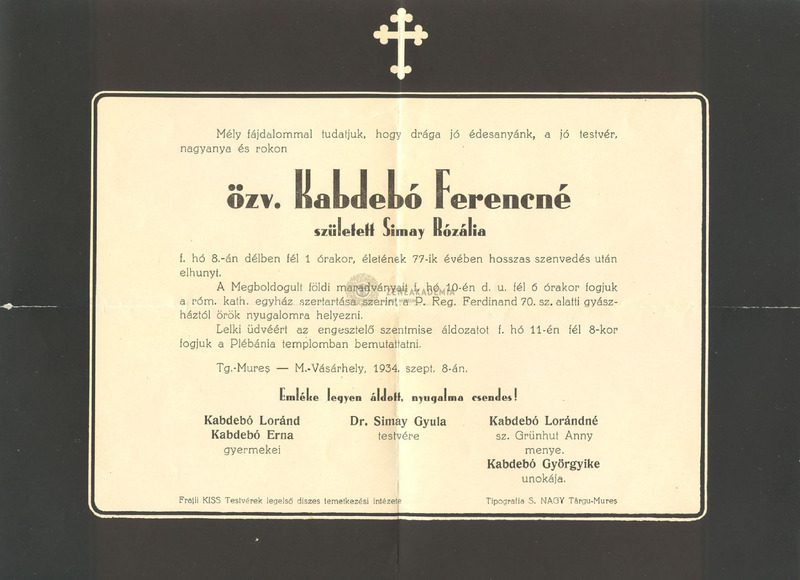 Mély fájdalommal tudatjuk, hogy drága jó édesanyánk, a jó testvér,
nagyanya és rokon
özv. Kabdebó Ferencné
született Simay Rózália
f. hó 8.-án délben fél 1 órakor, életének 77-ik évében hosszas szenvedés után
elhunyt.
A Megboldogult földi maradványait f. hó 10-én d. u. fél 6 órakor fogjuk
a róm. kath. egyház szertartása szerint a P. Reg. Ferdinand 70. sz. alatti gyász-
háztól örök nyugalomra helyezni.
Lelki üdvéért az engesztelő szentmise áldozatot f. hó 11-én fél 8-kor
fogjuk a Plébánia templomban bemutattatni.
Tg.-Mureș — M.-Vásárhely, 1934. szept. 8-án.
Emléke legyen áldott, nyugalma csendes!
Kabdebó Loránd
Kabdebó Erna
gyermekei
Dr. Simay Gyula
testvére
Kabdebó Lorándné
sz. Grünhut Anny
menye.
Kabdebó Györgyike
unokája.
Frații KISS Testvérek legelső díszes temetkezési intézete
Tipografia S. NAGY Târgu-Mureș
ZENEAKADÉMIA